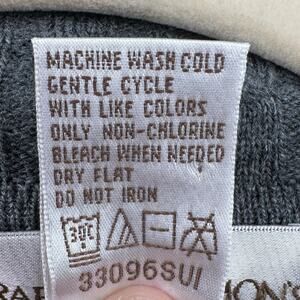 MACHINE WASH COLD
GENTLE CYCLE
WITH LIKE COLORS
ONLY NON-CHLORINE
BLEACH WHEN NEEDED
DRY FLAT
DO NOT IRON
30C
33096SUI